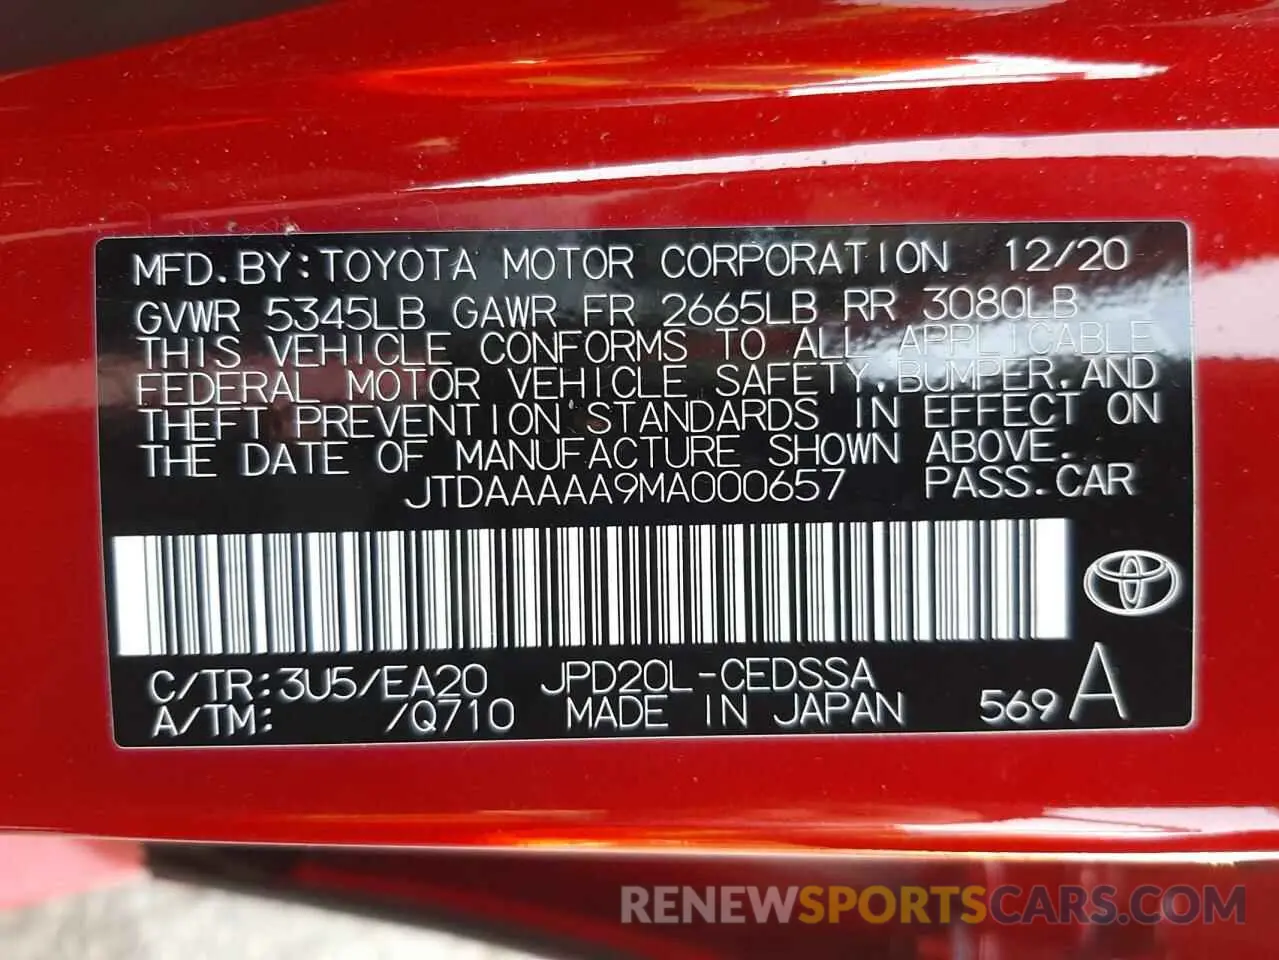 MFD.BY:TOYOTA MOTOR CORPORATION 12/20
GVWR 5345LB GAWR FR 2665LB RR 3080LB
THIS VEHICLE CONFORMS TO ALL APPLICABLE
FEDERAL MOTOR VEHICLE SAFETY,BUMPER,AND
THEFT PREVENTION STANDARDS IN EFFECT ON
THE DATE OF MANUFACTURE SHOWN ABOVE.
JTDAAAAA9MA000657 PASS.CAR
C/TR:3U5/EA20 JPD20L-CEDSSA
A/TM: /Q710 MADE IN JAPAN 569 A
RENEWSPORTSCARS.COM